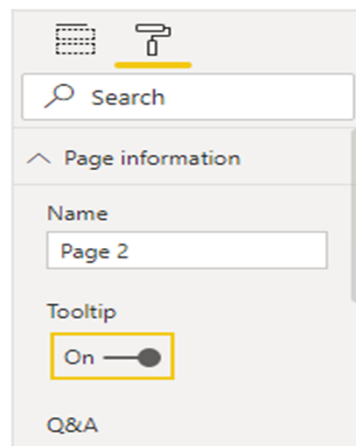 Search
Page information
Name
Page 2
Tooltip
On
Q&A